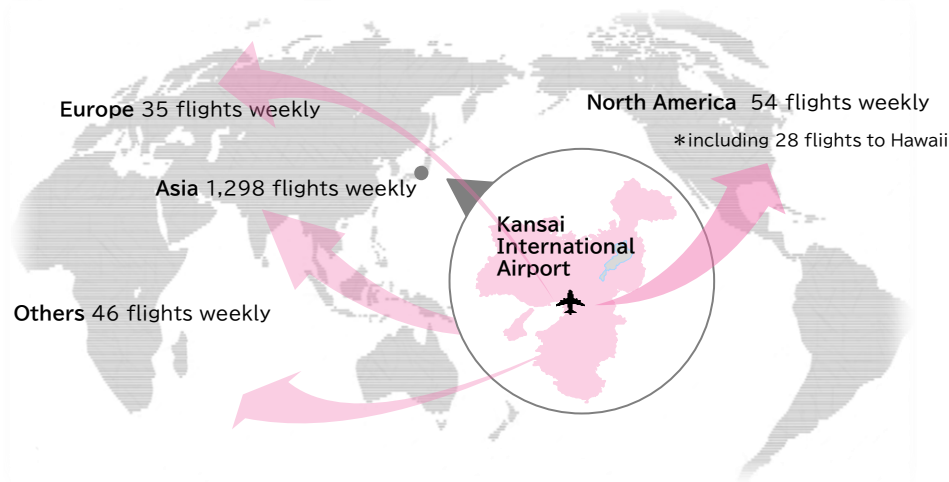 Europe 35 flights weekly
North America 54 flights weekly
*including 28 flights to Hawaii
Asia 1,298 flights weekly
Kansai
International
Airport
Others 46 flights weekly